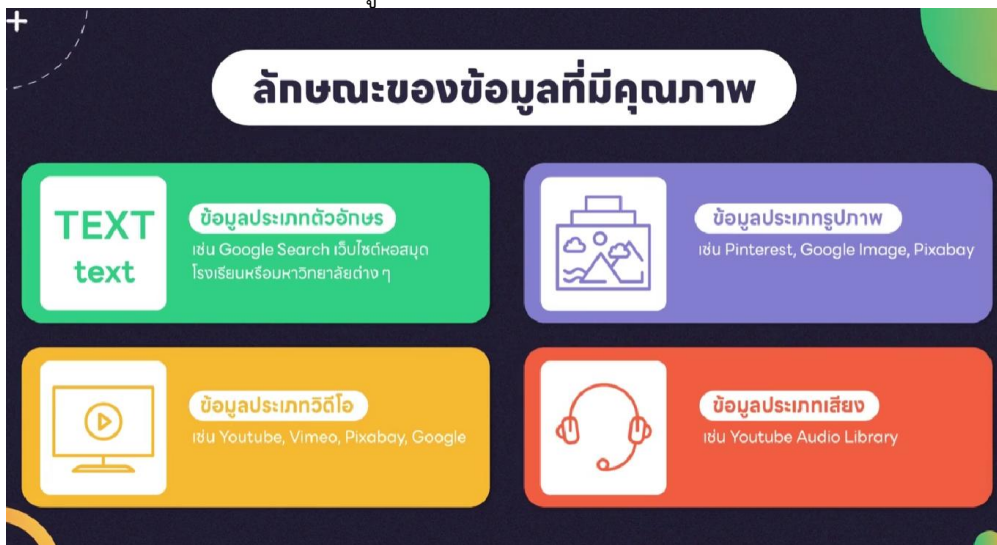 ลักษณะของข้อมูลที่มีคุณภาพ
TEXT
text
ข้อมูลประเภทตัวอักษร
เช่น Google Search เว็บไซต์หอสมุด
โรงเรียนหรือมหาวิทยาลัยต่าง ๆ
ข้อมูลประเภทรูปภาพ
เช่น Pinterest, Google Image, Pixabay
ข้อมูลประเภทวิดีโอ
เช่น Youtube, Vimeo, Pixabay, Google
ข้อมูลประเภทเสียง
เช่น Youtube Audio Library